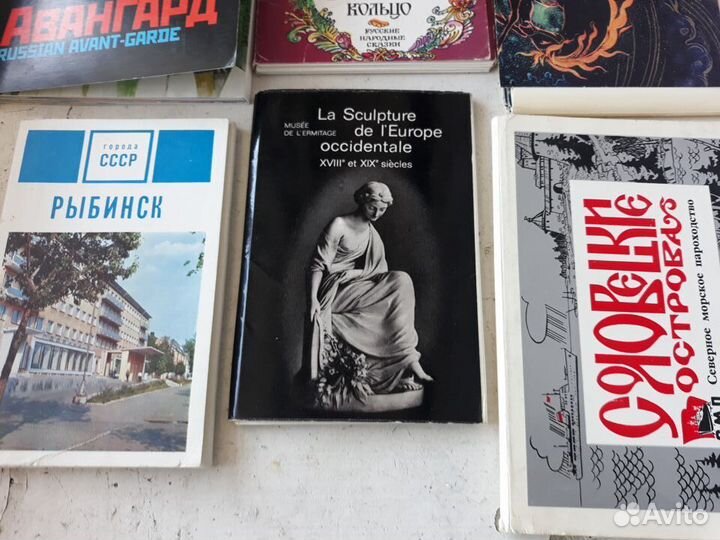 АВАНГАРД
RUSSIAN AVANT-GARDE
КОЛЬЦО
РУССКИЕ
НАРОДНЫЕ
СКАЗКИ
города
СССР
РЫБИНСК
MUSÉE
DE L'ERMITAGE
La Sculpture
de l'Europe
occidentale
XVIIIe et XIXe siècles
СОЛОВЕЦКИЕ
ОСТРОВА
СМП Северное морское пароходство
Avito